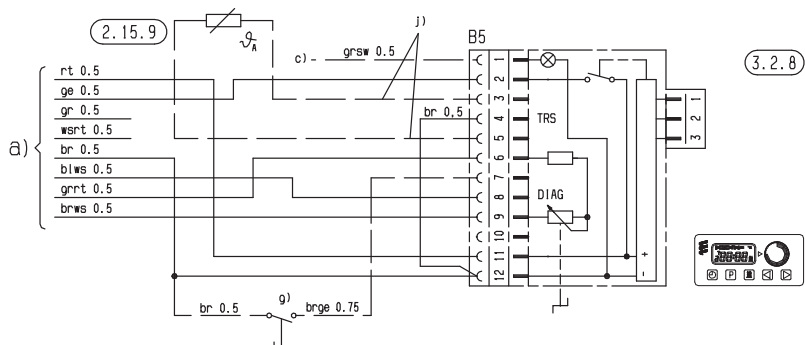 2.15.9
ϑA
j)
c)
grsw 0.5
B5
3.2.8
a)
rt 0.5
ge 0.5
gr 0.5
wsrt 0.5
br 0.5
blws 0.5
grrt 0.5
brws 0.5
br 0.5
TRS
DIAG
1
2
3
4
5
6
7
8
9
10
11
12
+
-
1
2
3
br 0.5
g)
brge 0.75
P